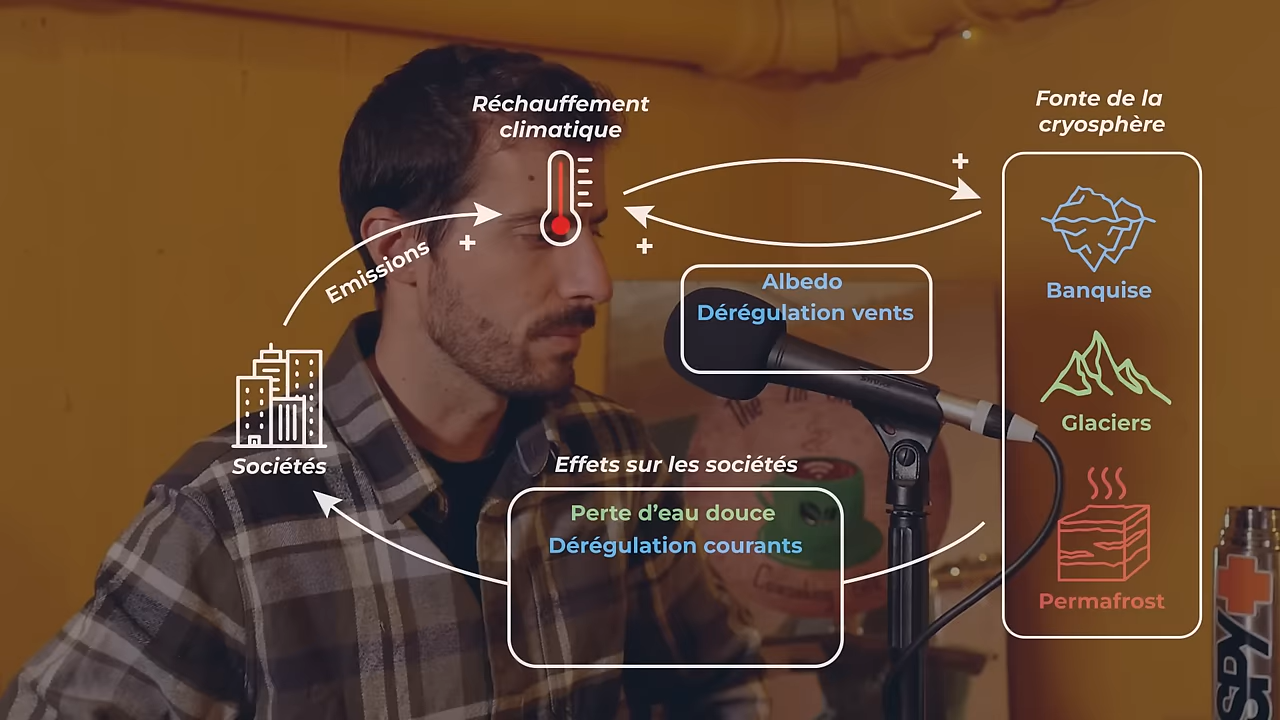 Réchauffement
climatique
Fonte de la
cryosphère
+
+
+
Emissions
Albedo
Dérégulation vents
Banquise
Glaciers
Sociétés
Effets sur les sociétés
Perte d’eau douce
Dérégulation courants
Permafrost
SPY